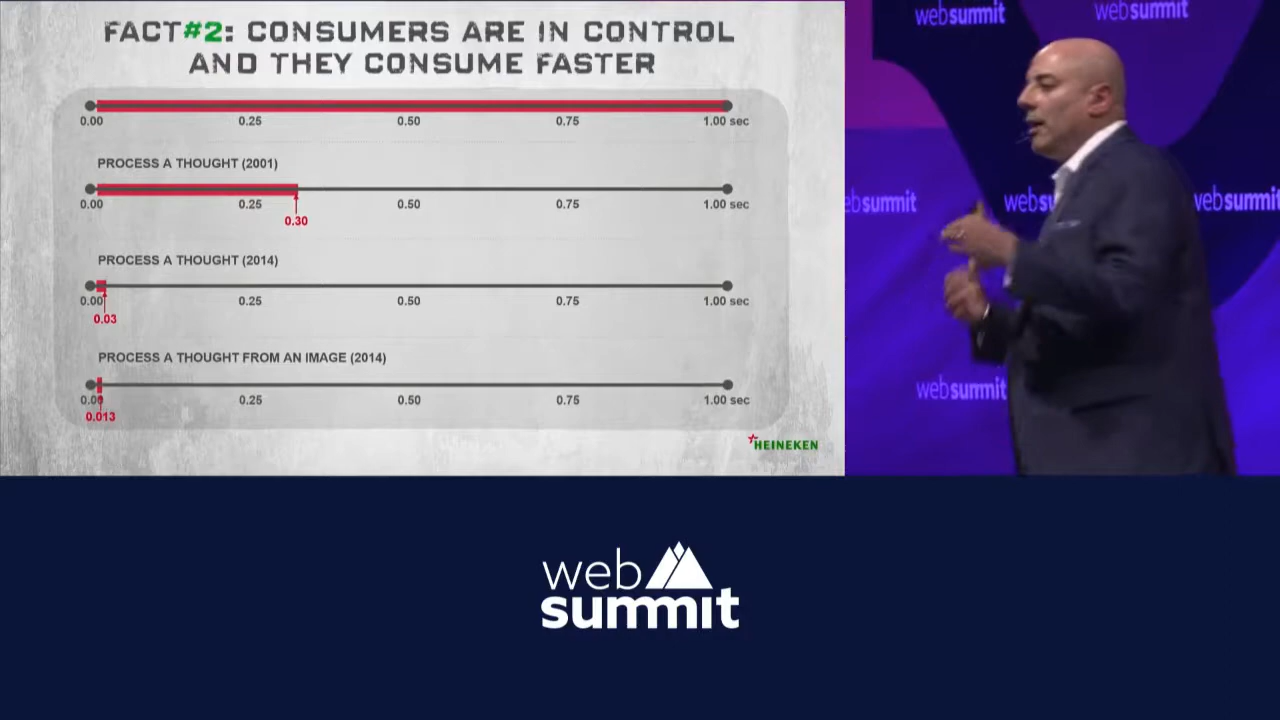 FACT#2: CONSUMERS ARE IN CONTROL
AND THEY CONSUME FASTER
0.00 0.25 0.50 0.75 1.00 sec
PROCESS A THOUGHT (2001)
0.00 0.25 0.50 0.75 1.00 sec
0.30
PROCESS A THOUGHT (2014)
0.00 0.25 0.50 0.75 1.00 sec
0.03
PROCESS A THOUGHT FROM AN IMAGE (2014)
0.00 0.25 0.50 0.75 1.00 sec
0.013
HEINEKEN
websummit
websummit
websummit
websu
websummit
websummit
web
summit